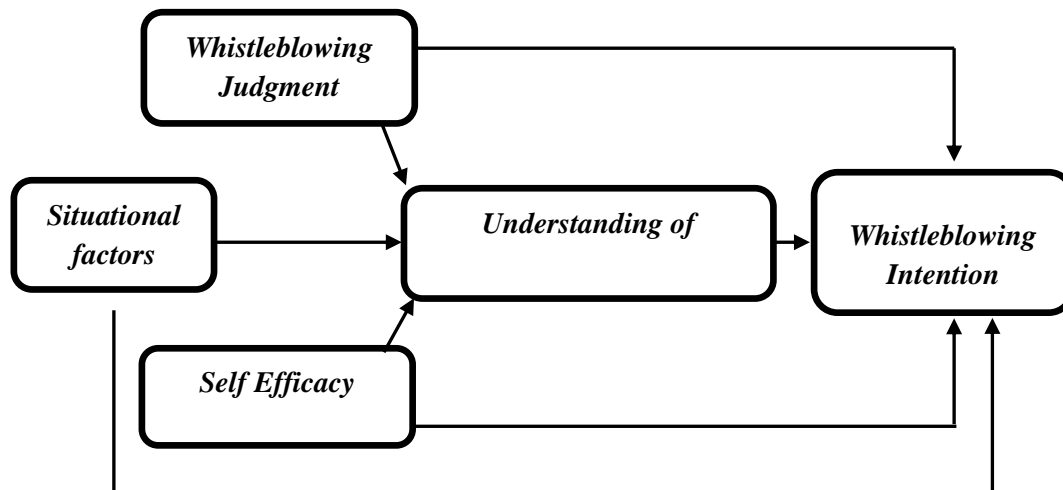 Whistleblowing
Judgment
Situational
factors
Understanding of
Whistleblowing
Intention
Self Efficacy